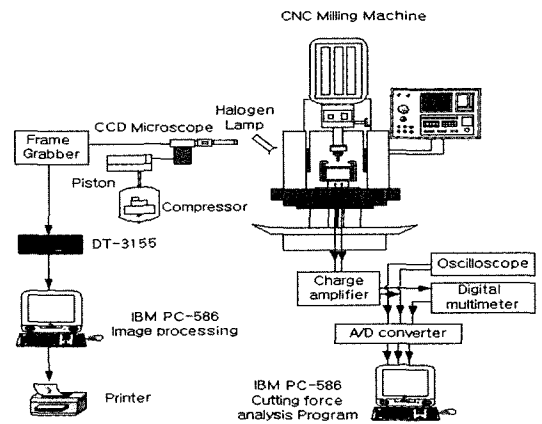 CNC Milling Machine
Halogen
Lamp
CCD Microscope
Frame
Grabber
Piston
Compressor
DT-3155
Oscilloscope
Charge
amplifier
Digital
multimeter
IBM PC-586
Image processing
A/D converter
Printer
IBM PC-586
Cutting force
analysis Program